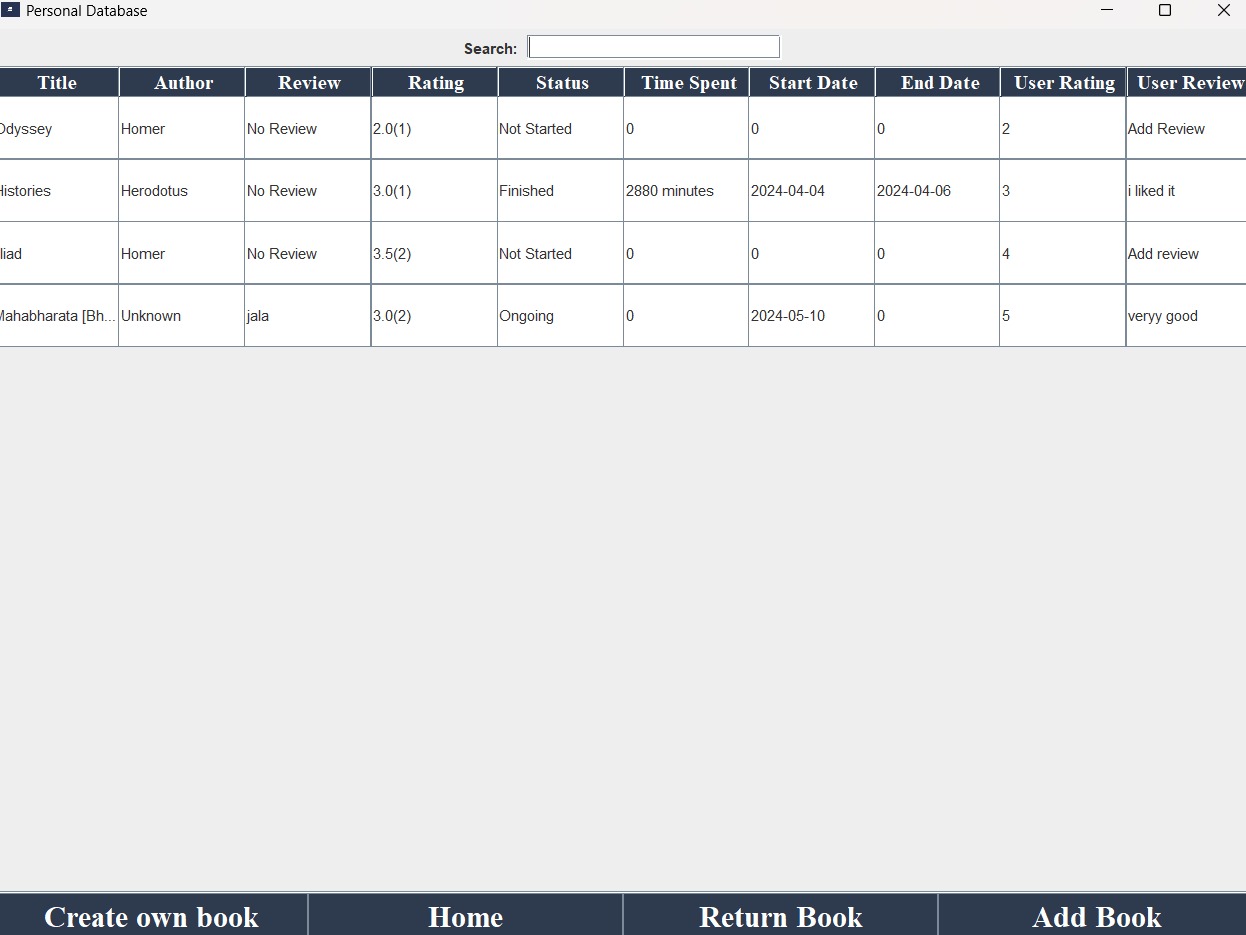 Personal Database
Search:
Title Author Review Rating Status Time Spent Start Date End Date User Rating User Review
Odyssey Homer No Review 2.0(1) Not Started 0 0 0 2 Add Review
Histories Herodotus No Review 3.0(1) Finished 2880 minutes 2024-04-04 2024-04-06 3 i liked it
Iliad Homer No Review 3.5(2) Not Started 0 0 0 4 Add review
Mahabharata [Bh... Unknown jala 3.0(2) Ongoing 0 2024-05-10 0 5 veryy good
Create own book Home Return Book Add Book